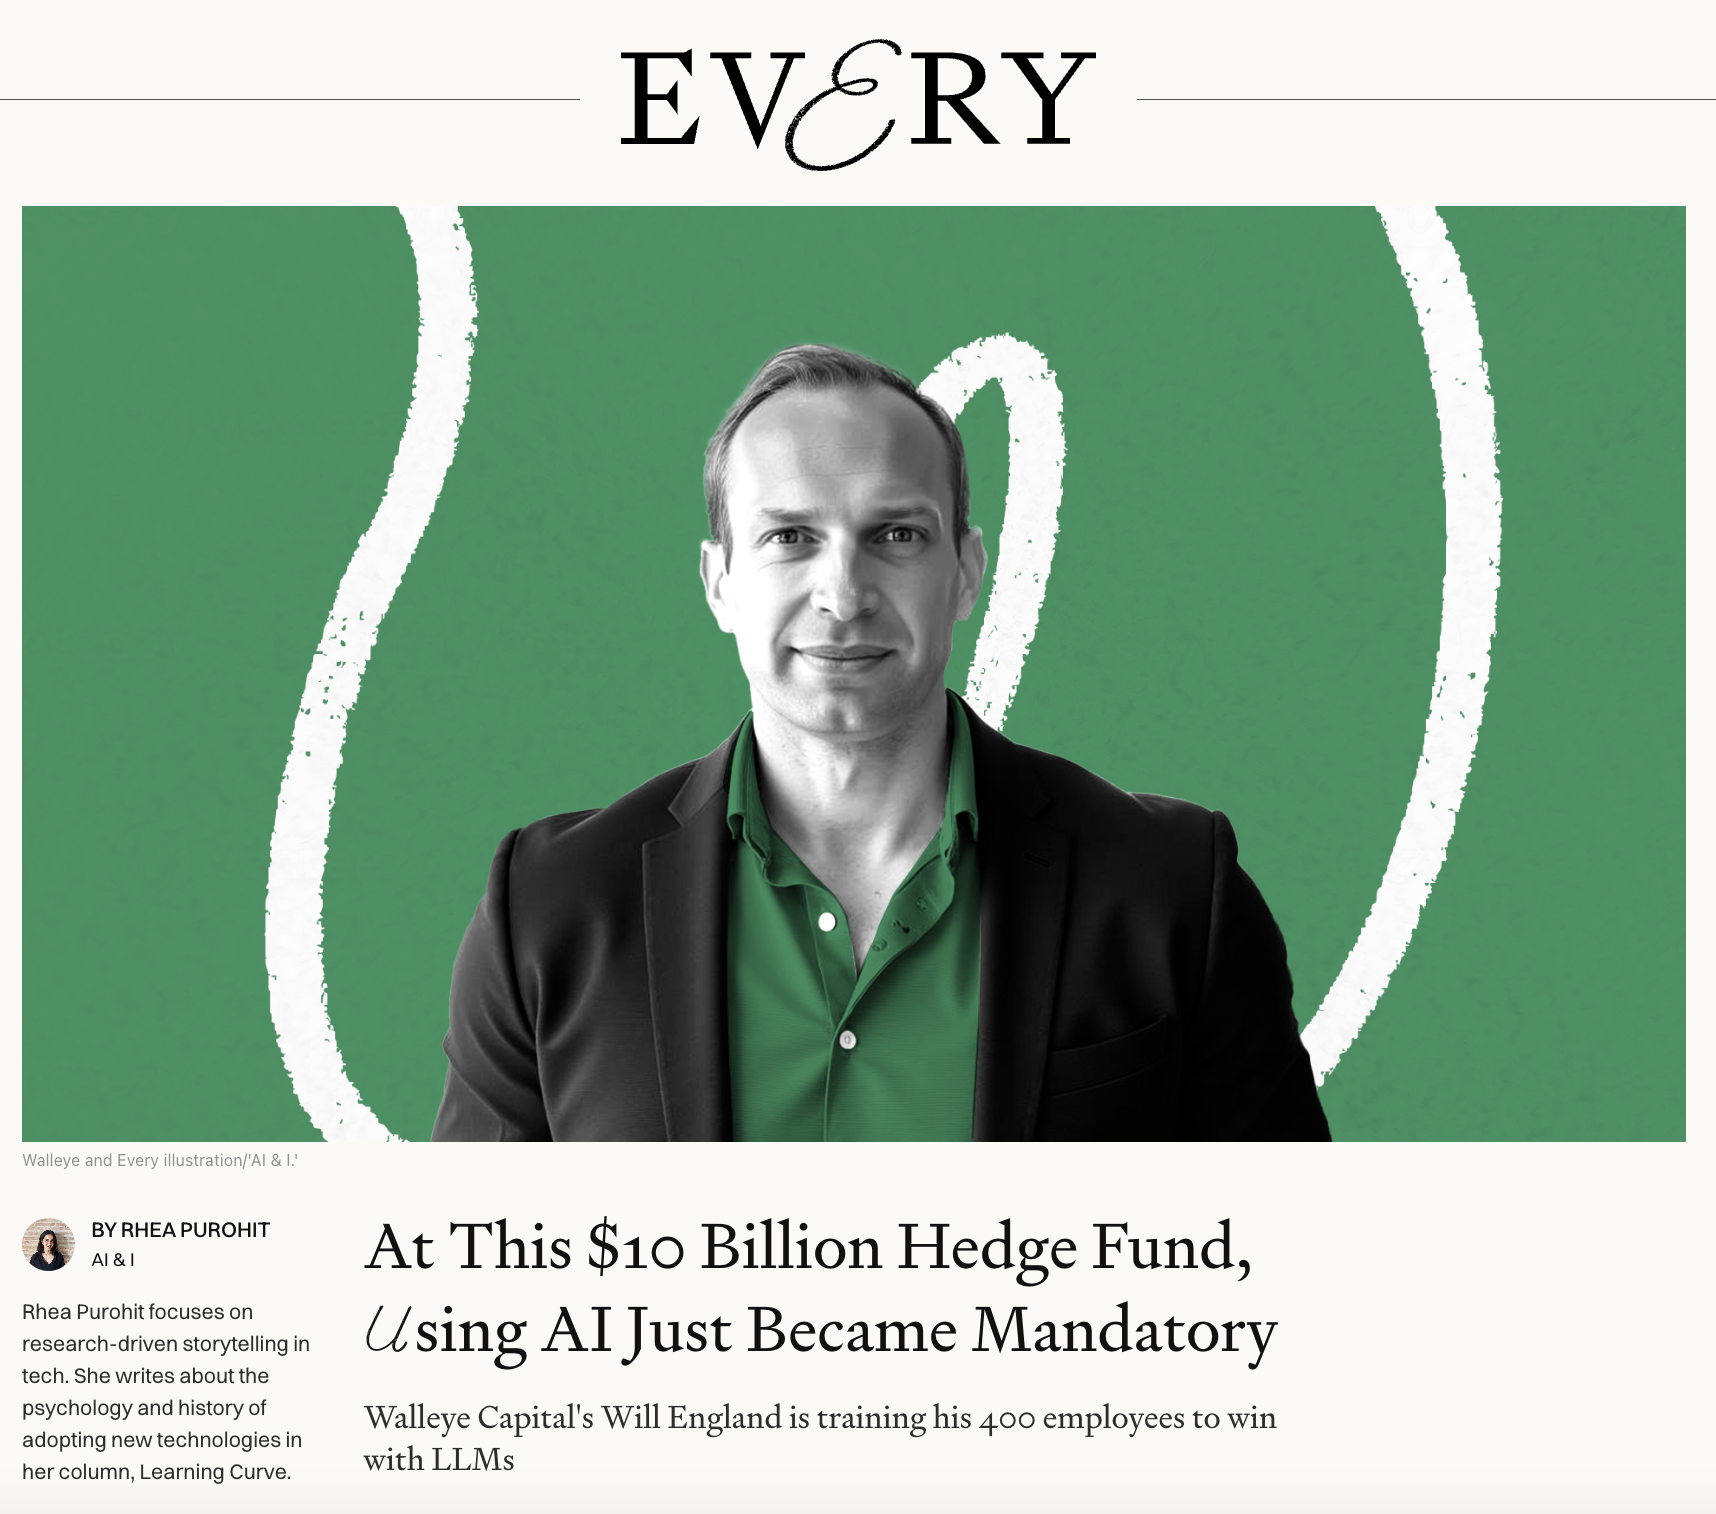 EVERY
Walleye and Every illustration/'AI & I.'
BY RHEA PUROHIT
AI & I
Rhea Purohit focuses on
research-driven storytelling in
tech. She writes about the
psychology and history of
adopting new technologies in
her column, Learning Curve.
At This $10 Billion Hedge Fund,
Using AI Just Became Mandatory
Walleye Capital's Will England is training his 400 employees to win
with LLMs